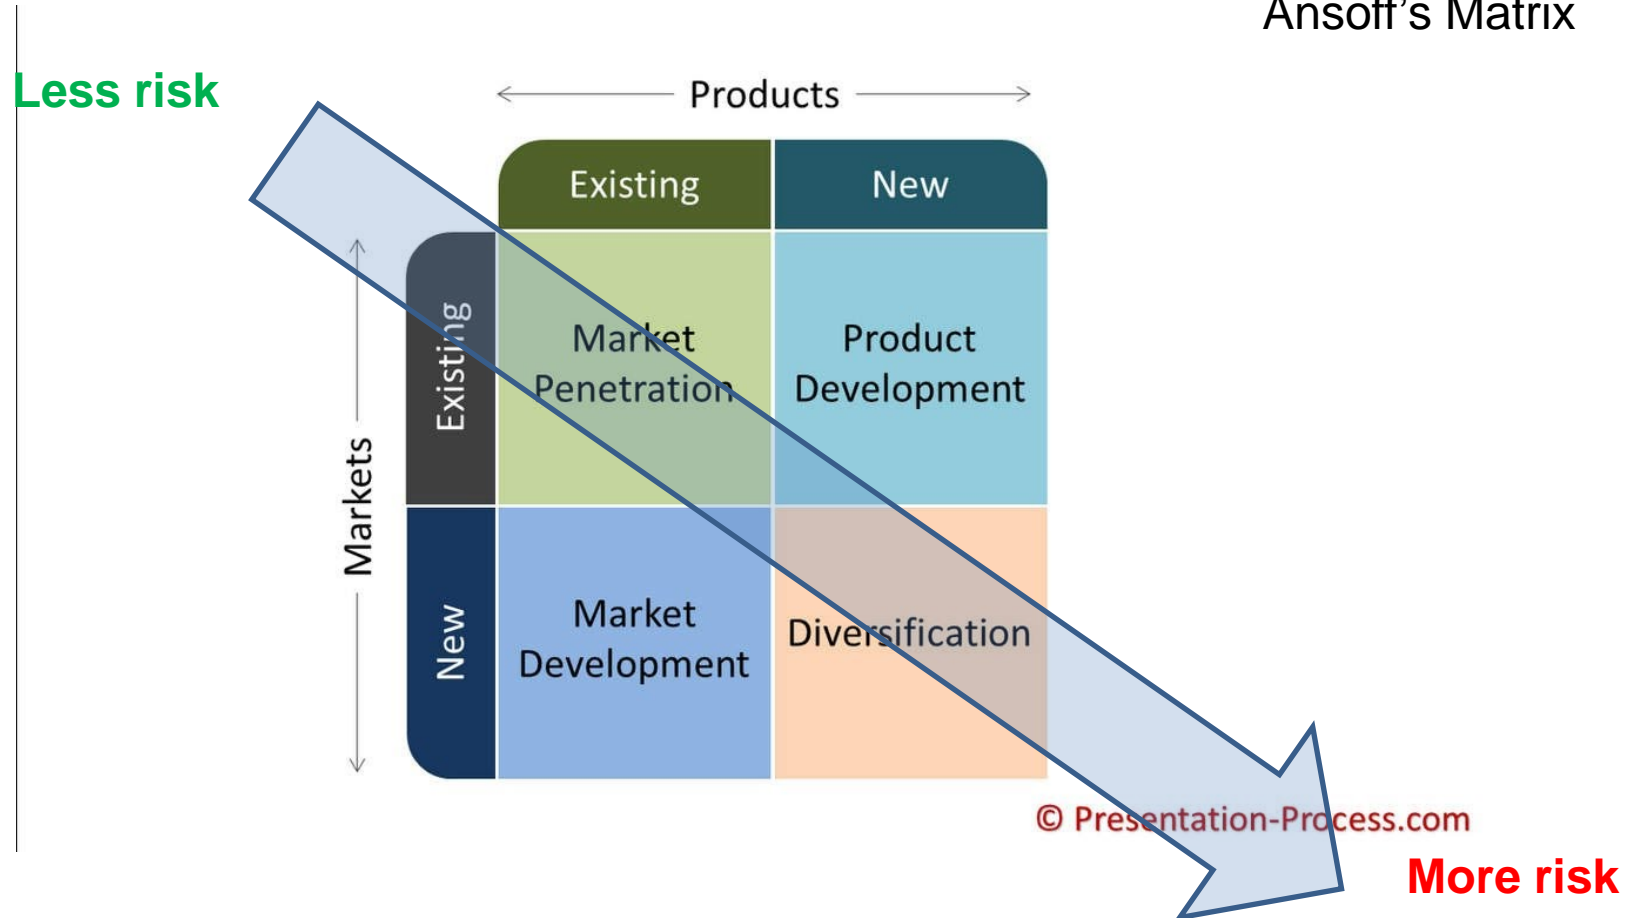 Ansoff's Matrix
Less risk
Products
Existing
New
Markets
Existing
Market
Penetration
Product
Development
New
Market
Development
Diversification
© Presentation-Process.com
More risk